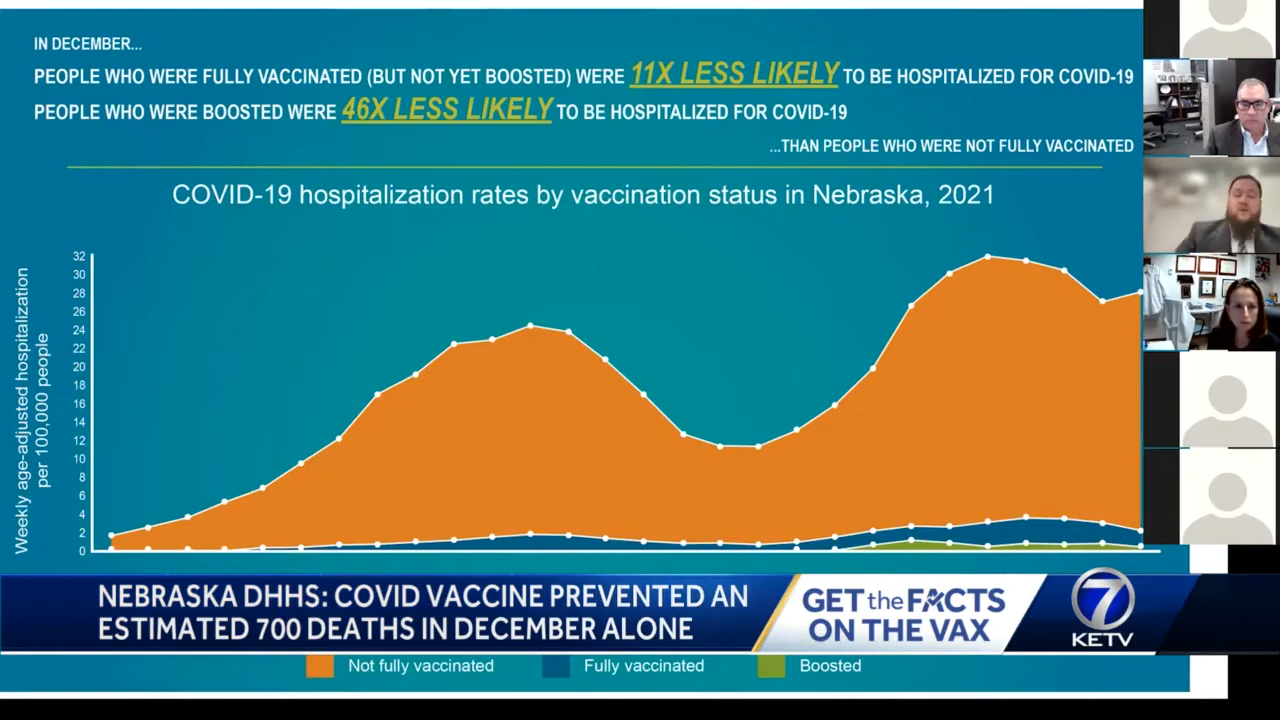 IN DECEMBER...
PEOPLE WHO WERE FULLY VACCINATED (BUT NOT YET BOOSTED) WERE 11X LESS LIKELY TO BE HOSPITALIZED FOR COVID-19
PEOPLE WHO WERE BOOSTED WERE 46X LESS LIKELY TO BE HOSPITALIZED FOR COVID-19
...THAN PEOPLE WHO WERE NOT FULLY VACCINATED
COVID-19 hospitalization rates by vaccination status in Nebraska, 2021
Weekly age-adjusted hospitalization
per 100,000 people
32
30
28
26
24
22
20
18
16
14
12
10
8
6
4
2
0
NEBRASKA DHHS: COVID VACCINE PREVENTED AN
ESTIMATED 700 DEATHS IN DECEMBER ALONE
GET the FACTS
ON THE VAX
7
KETV
Not fully vaccinated
Fully vaccinated
Boosted